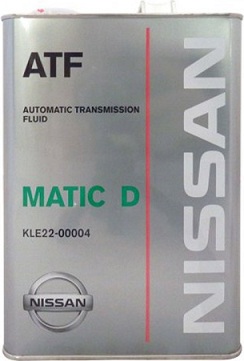 ATF
AUTOMATIC TRANSMISSION
FLUID
MATIC D
KLE22-00004
NISSAN
NISSAN